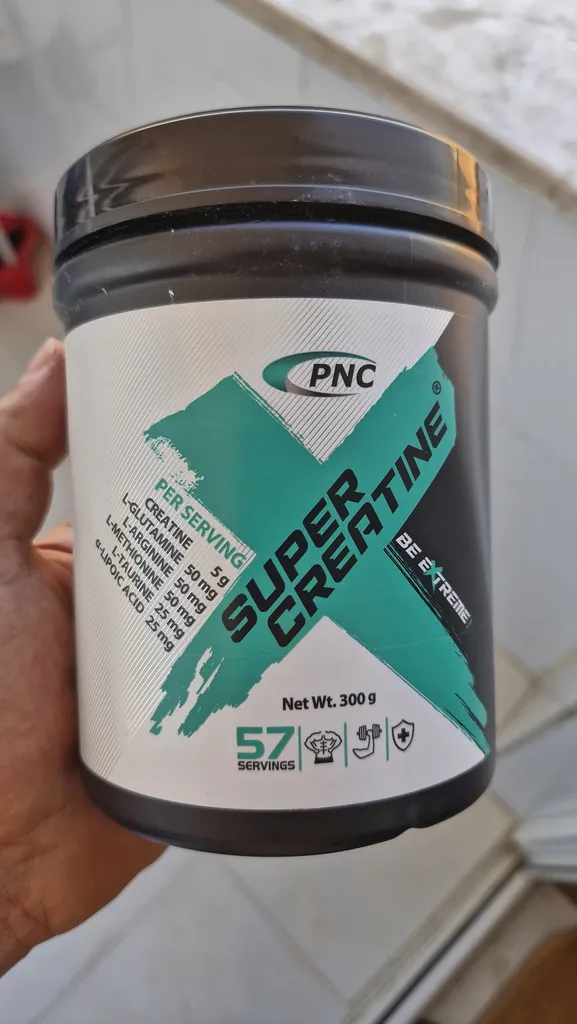 PNC
SUPER
CREATINE®
BE EXTREME
PER SERVING
CREATINE 5 g
L-GLUTAMINE 50 mg
L-ARGININE 50 mg
L-METHIONINE 50 mg
L-TAURINE 25 mg
α-LIPOIC ACID 25 mg
Net Wt. 300 g
57
SERVINGS